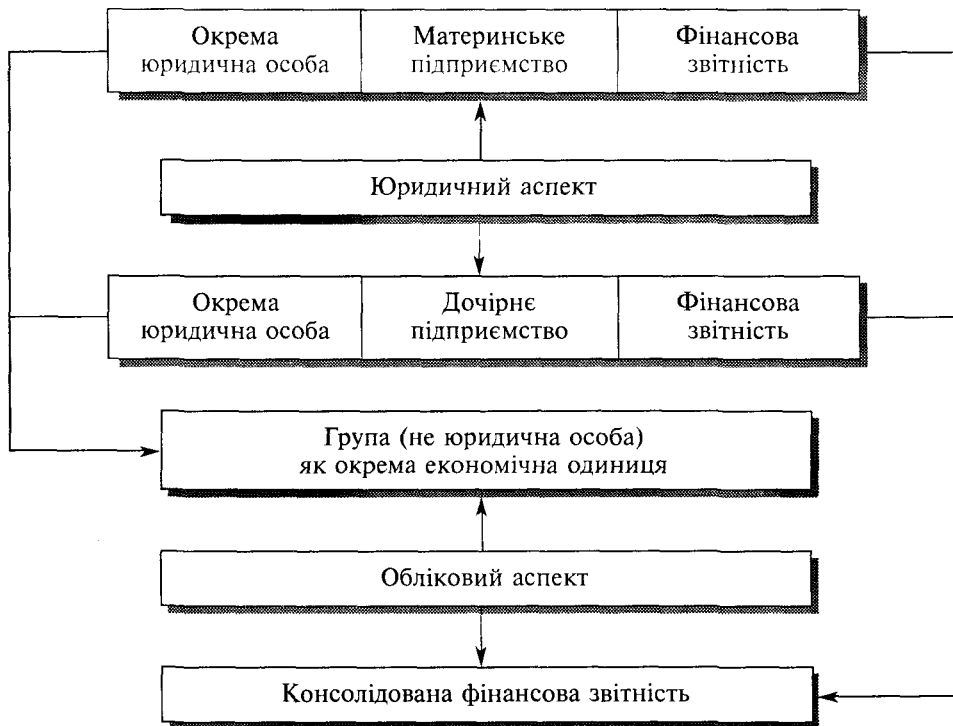 Окрема Материнське Фінансова
юридична особа підприємство звітність
Юридичний аспект
Окрема Дочірнє Фінансова
юридична особа підприємство звітність
Група (не юридична особа)
як окрема економічна одиниця
Обліковий аспект
Консолідована фінансова звітність